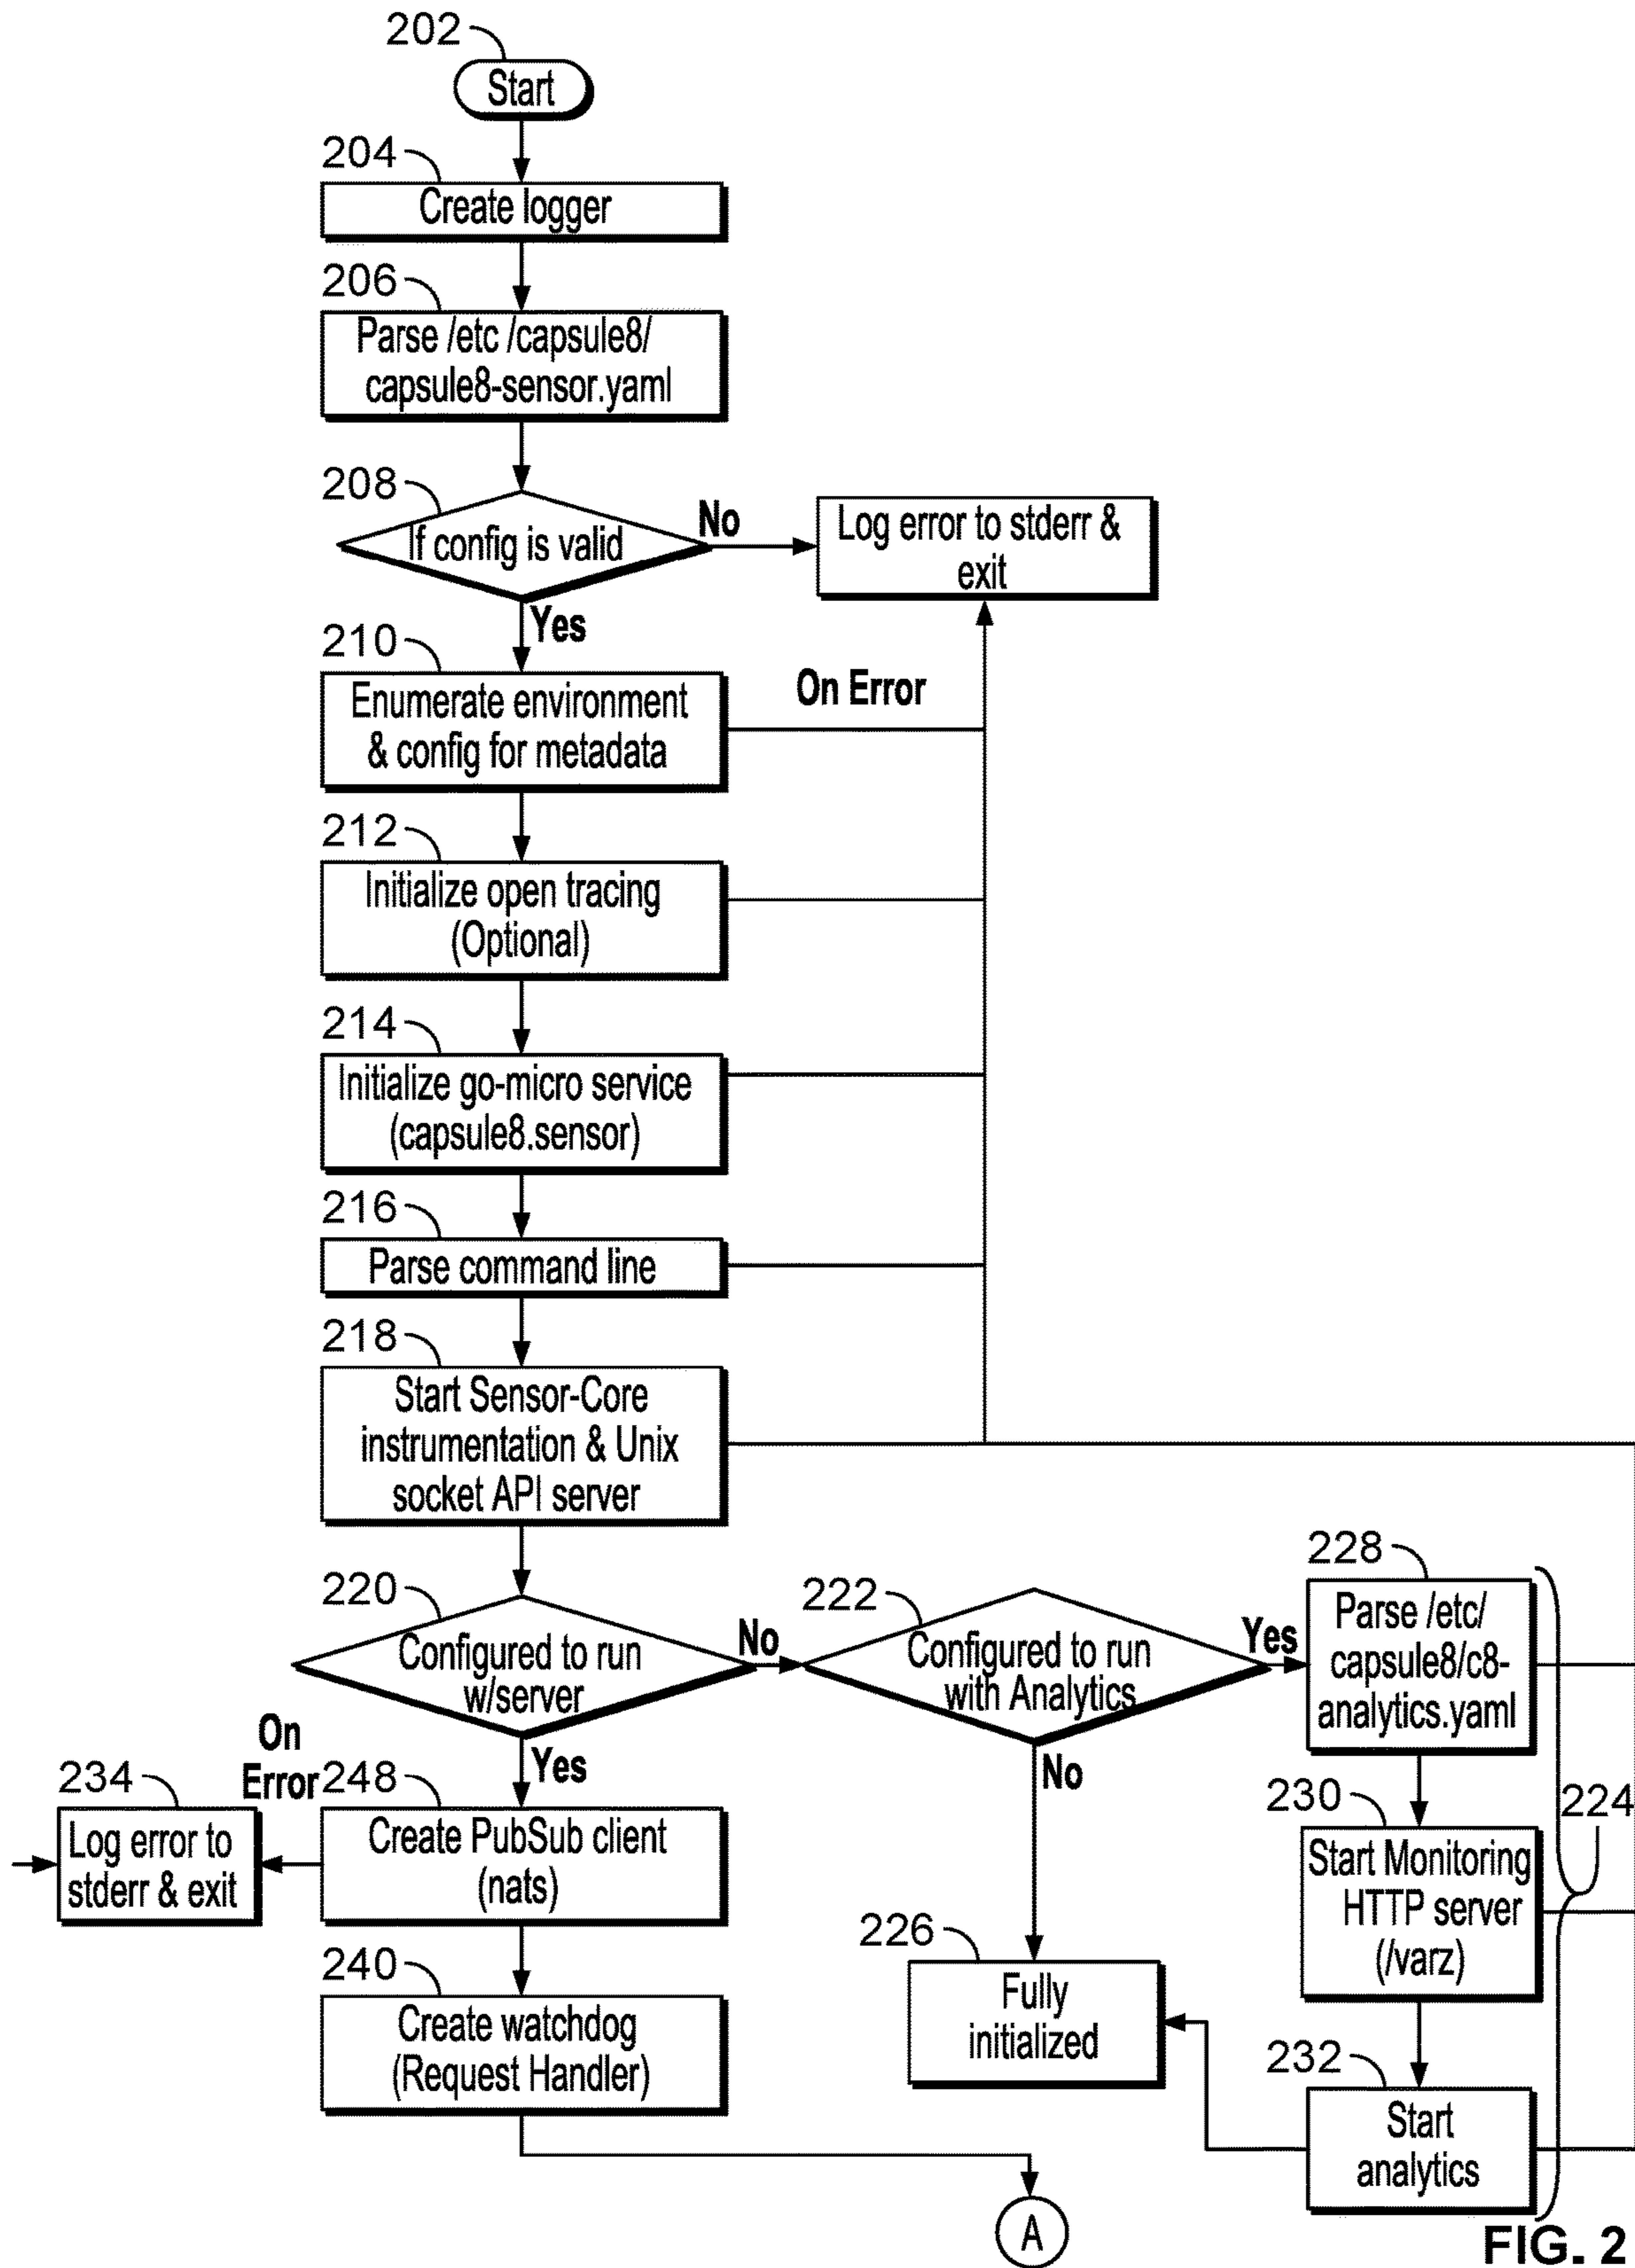 202
Start
204
Create logger
206
Parse /etc /capsule8/
capsule8-sensor.yaml
208
If config is valid
No
Log error to stderr &
exit
Yes
210
Enumerate environment
& config for metadata
On Error
212
Initialize open tracing
(Optional)
214
Initialize go-micro service
(capsule8.sensor)
216
Parse command line
218
Start Sensor-Core
instrumentation & Unix
socket API server
220
Configured to run
w/server
No
222
Configured to run
with Analytics
Yes
228
Parse /etc/
capsule8/c8-
analytics.yaml
On
Error
Yes
No
234
Log error to
stderr & exit
248
Create PubSub client
(nats)
230
Start Monitoring
HTTP server
(/varz)
224
226
Fully
initialized
240
Create watchdog
(Request Handler)
232
Start
analytics
A
FIG. 2